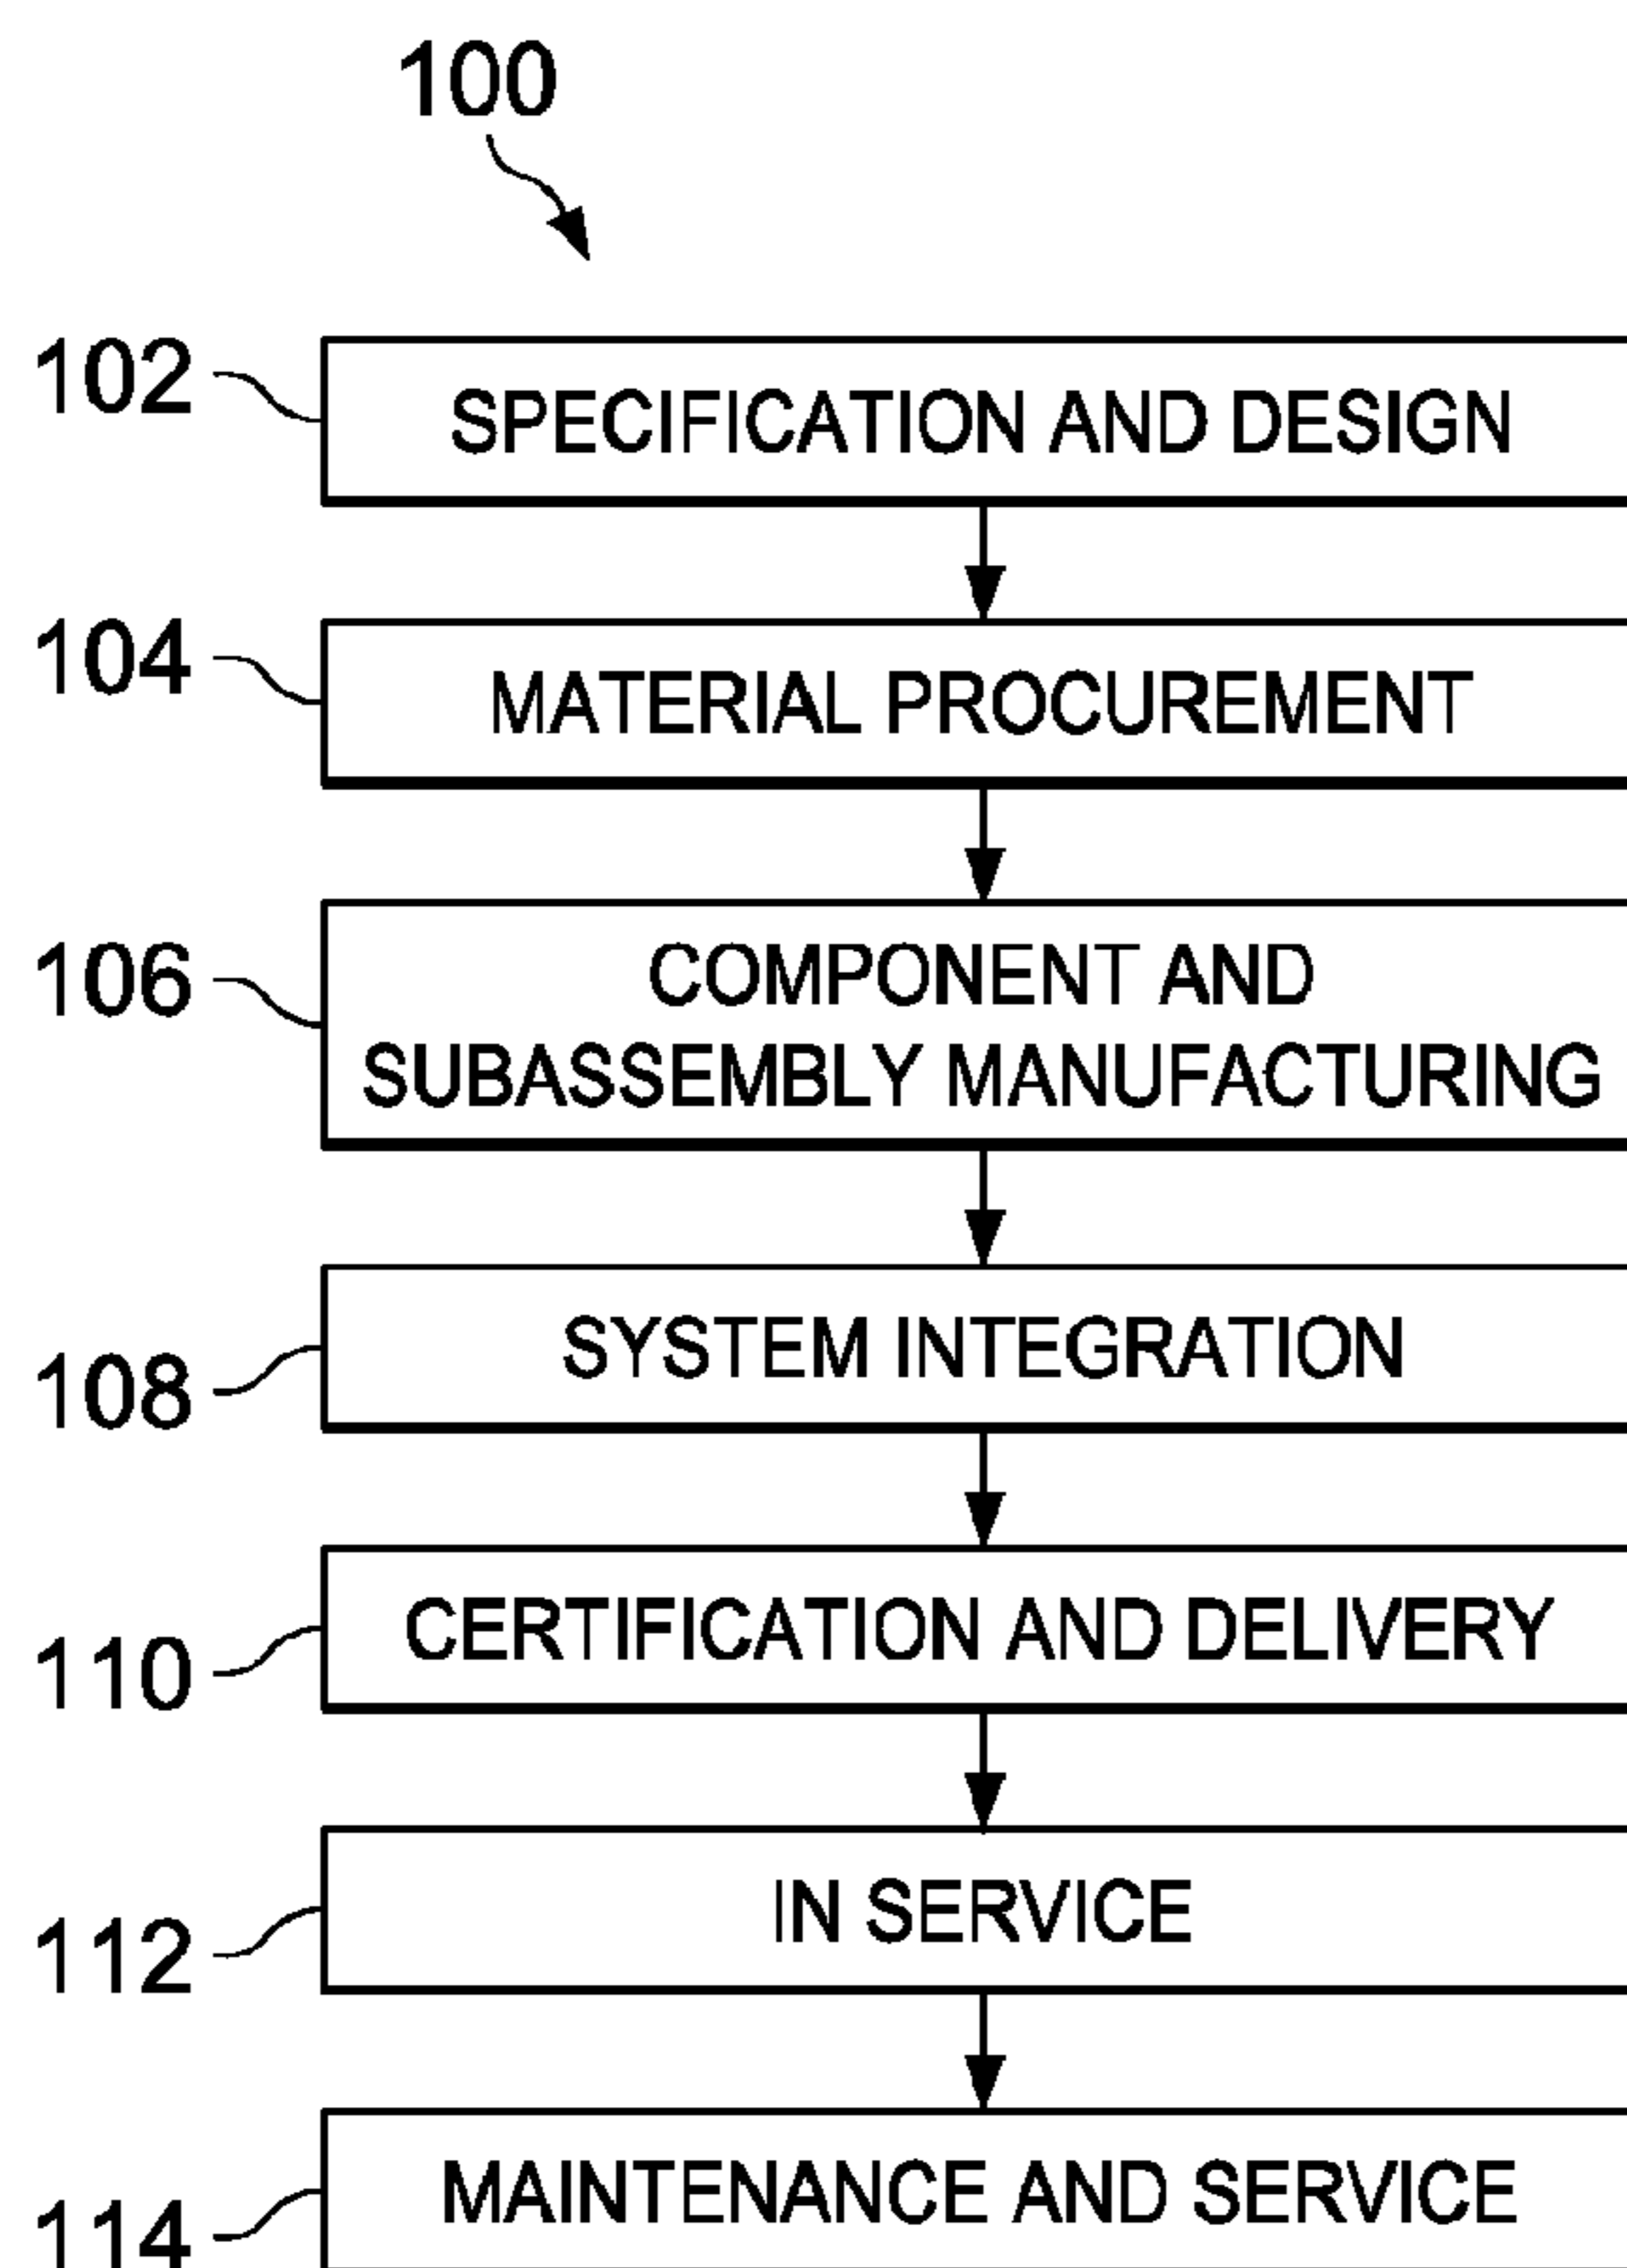 100
102
SPECIFICATION AND DESIGN
104
MATERIAL PROCUREMENT
106
COMPONENT AND
SUBASSEMBLY MANUFACTURING
108
SYSTEM INTEGRATION
110
CERTIFICATION AND DELIVERY
112
IN SERVICE
114
MAINTENANCE AND SERVICE